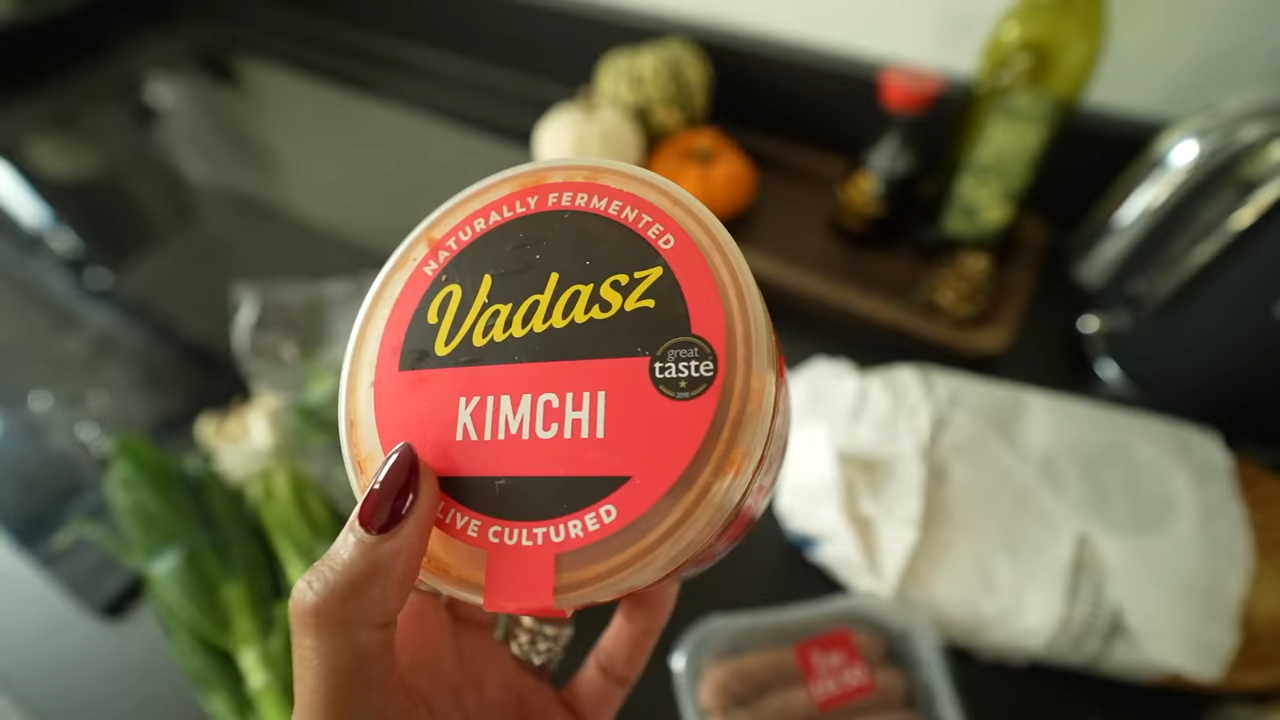 NATURALLY FERMENTED
Vadasz
great
taste
KIMCHI
LIVE CULTURED